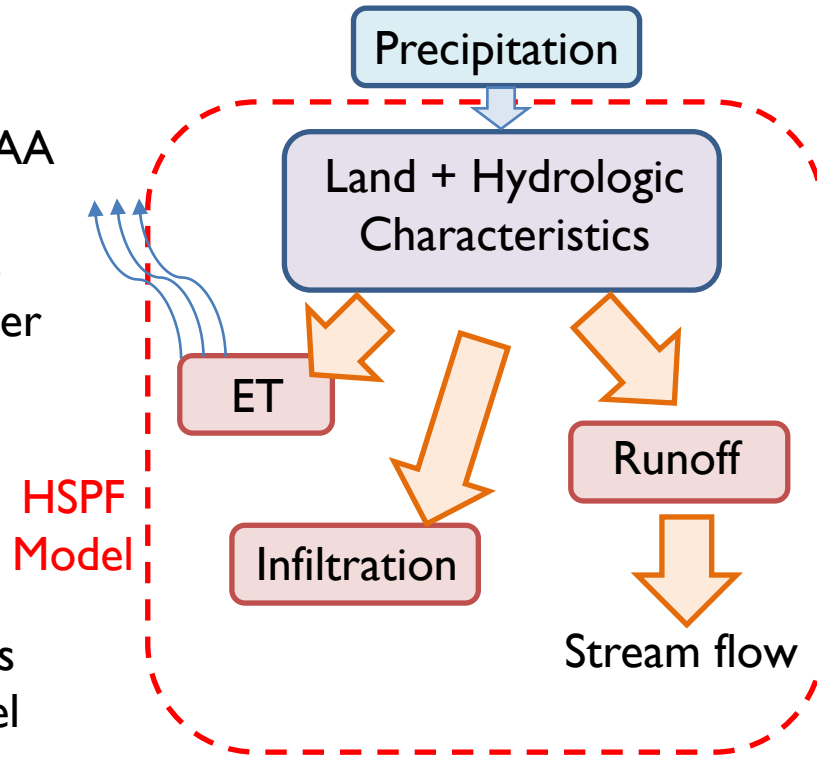 Precipitation
AA
Land + Hydrologic
Characteristics
er
ET
Runoff
HSPF
Model
Infiltration
Stream flow
s
el